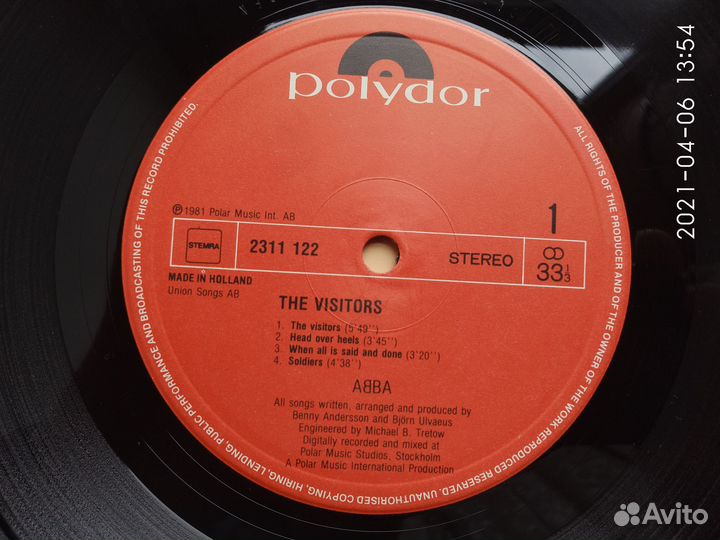 polydor
ALL RIGHTS OF THE PRODUCER AND OF THE OWNER OF THE WORK REPRODUCED RESERVED. UNAUTHORISED COPYING, HIRING, LENDING, PUBLIC PERFORMANCE AND BROADCASTING OF THIS RECORD PROHIBITED.
℗ 1981 Polar Music Int. AB
1
STEMRA
2311 122
STEREO
33 1/3
MADE IN HOLLAND
Union Songs AB
THE VISITORS
1. The visitors (5'49'')
2. Head over heels (3'45'')
3. When all is said and done (3'20'')
4. Soldiers (4'38'')
ABBA
All songs written, arranged and produced by
Benny Andersson and Björn Ulvaeus
Engineered by Michael B. Tretow
Digitally recorded and mixed at
Polar Music Studios, Stockholm
A Polar Music International Production
2021-04-06 13:54
Avito